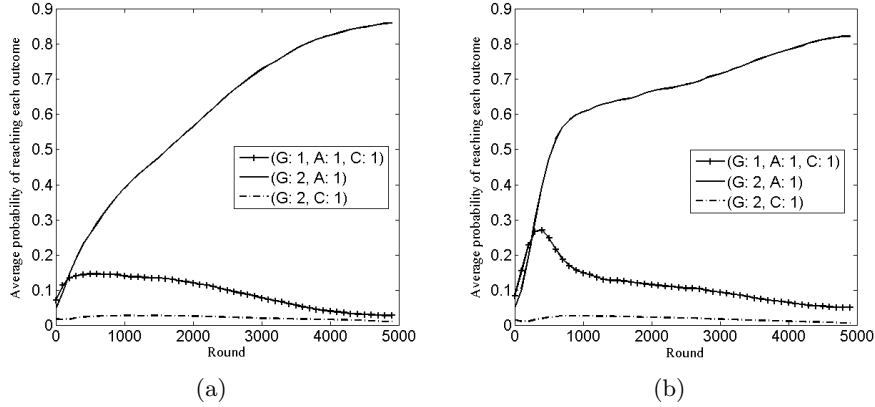 Average probability of reaching each outcome
0.9
0.8
0.7
0.6
0.5
0.4
0.3
0.2
0.1
0
(G: 1, A: 1, C: 1)
(G: 2, A: 1)
(G: 2, C: 1)
0 1000 2000 3000 4000 5000
Round
(a)
Average probability of reaching each outcome
0.9
0.8
0.7
0.6
0.5
0.4
0.3
0.2
0.1
0
(G: 1, A: 1, C: 1)
(G: 2, A: 1)
(G: 2, C: 1)
0 1000 2000 3000 4000 5000
Round
(b)